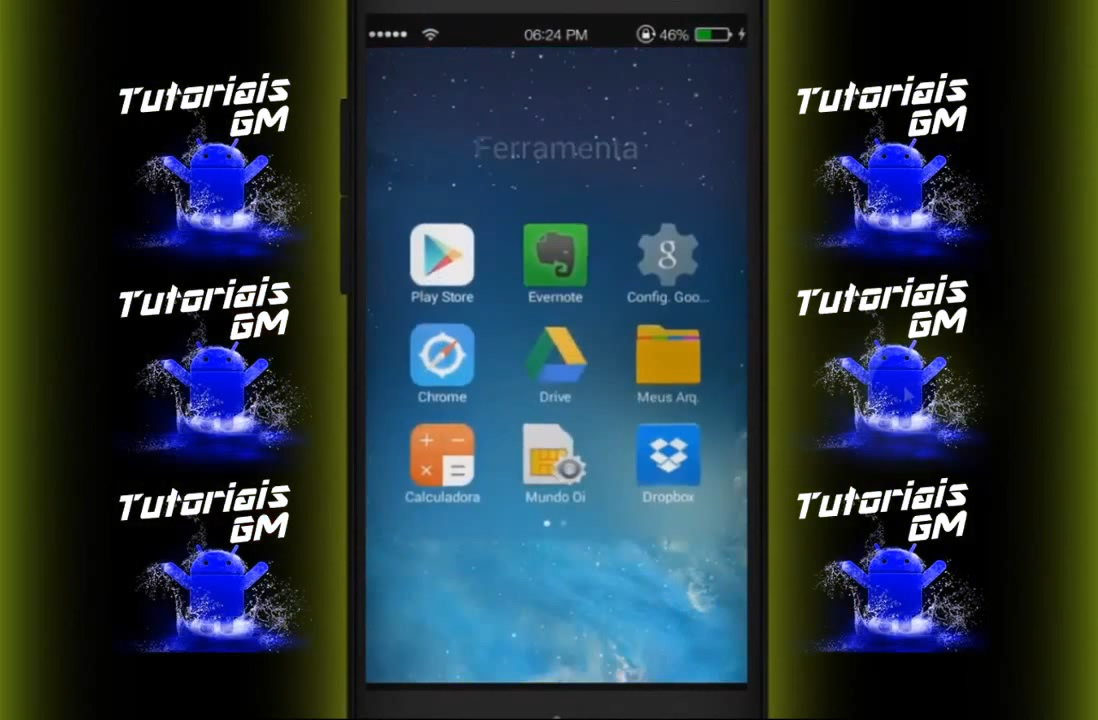 Tutoriais
GM
Tutoriais
GM
Tutoriais
GM
06:24 PM
46%
Ferramenta
Play Store
Evernote
Config. Goo...
Chrome
Drive
Meus Arq.
Calculadora
Mundo Oi
Dropbox
Tutoriais
GM
Tutoriais
GM
Tutoriais
GM